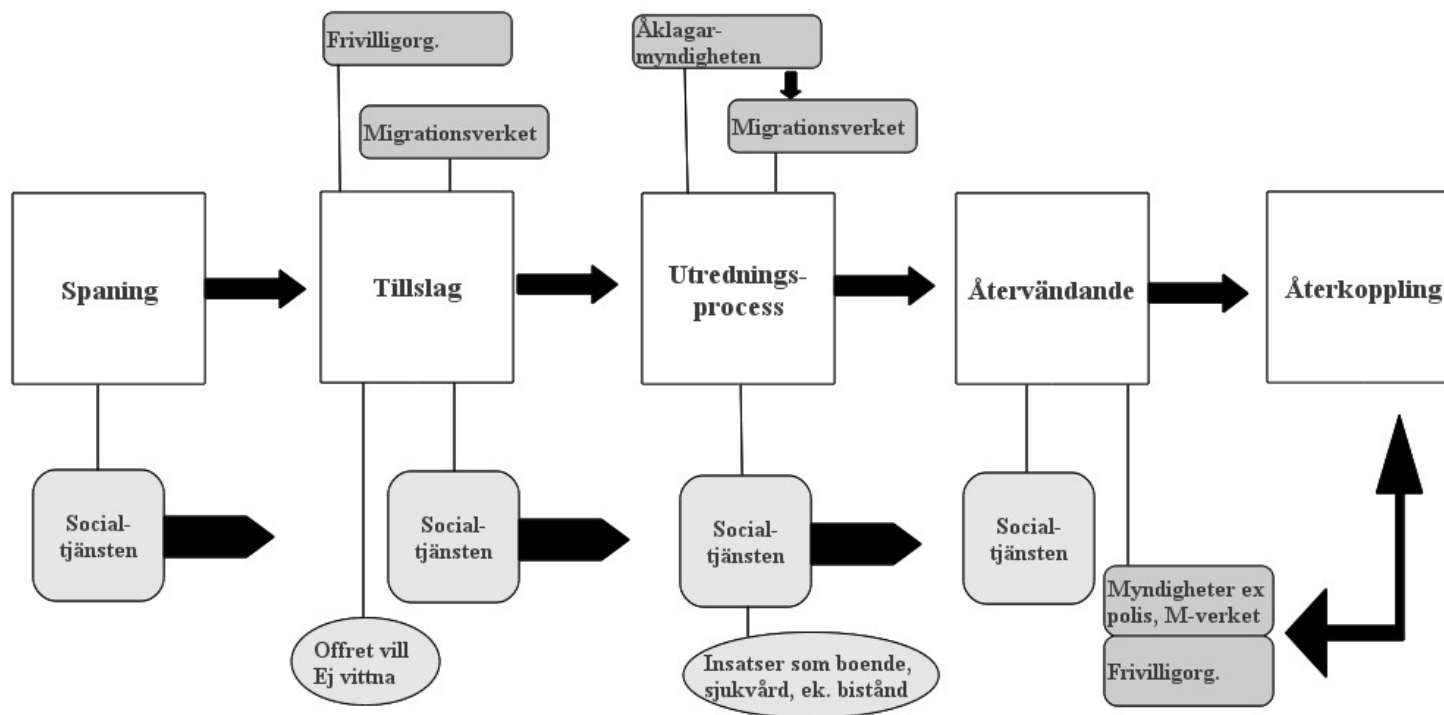 Frivilligorg.
Migrationsverket
Åklagar-
myndigheten
Migrationsverket
Spaning
Tillslag
Utrednings-
process
Återvändande
Återkoppling
Social-
tjänsten
Social-
tjänsten
Social-
tjänsten
Social-
tjänsten
Offret vill
Ej vittna
Insatser som boende,
sjukvård, ek. bistånd
Myndigheter ex
polis, M-verket
Frivilligorg.